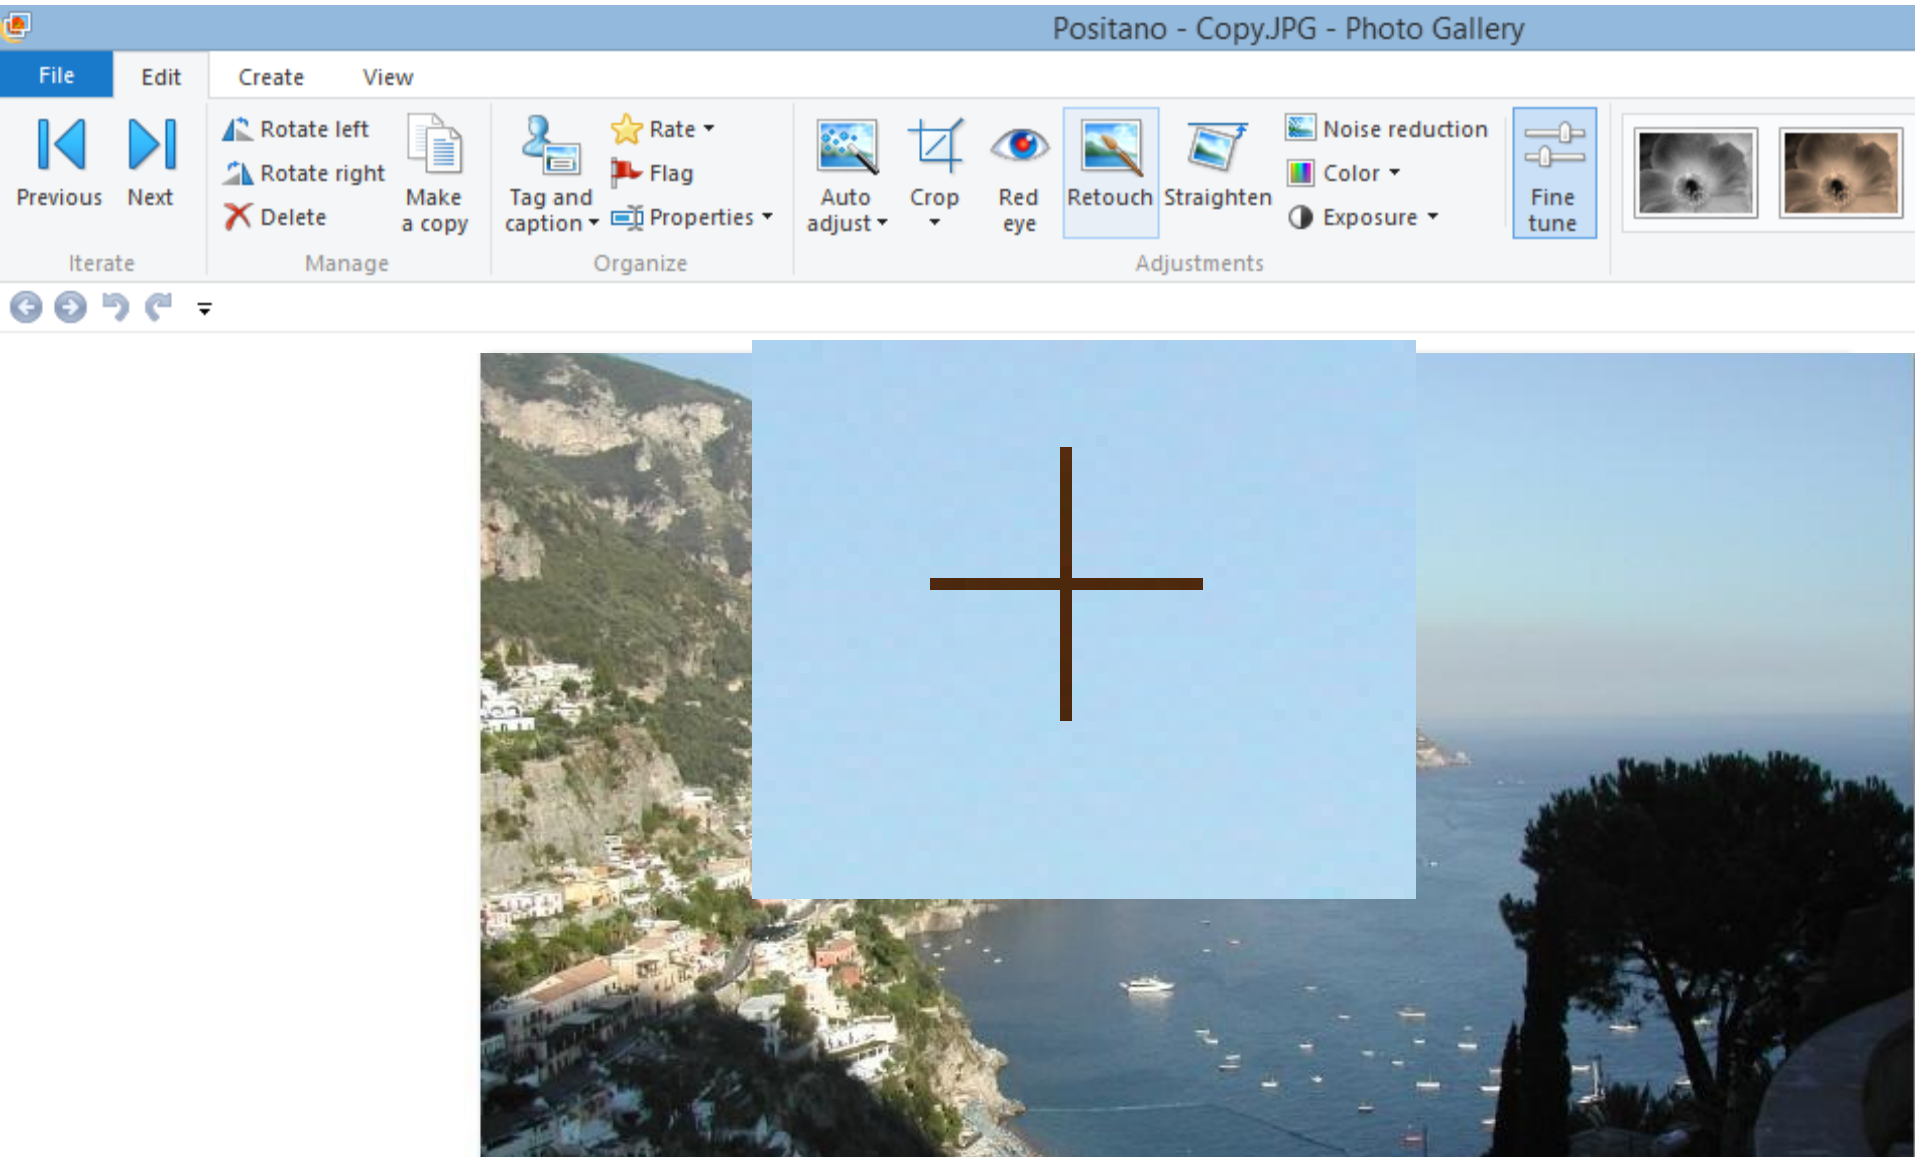 Positano - Copy.JPG - Photo Gallery
File Edit Create View
Previous Next
Rotate left
Rotate right
Delete
Make
a copy
Tag and
caption
Rate
Flag
Properties
Auto
adjust
Crop
Red
eye
Retouch
Straighten
Noise reduction
Color
Exposure
Fine
tune
Iterate Manage Organize Adjustments